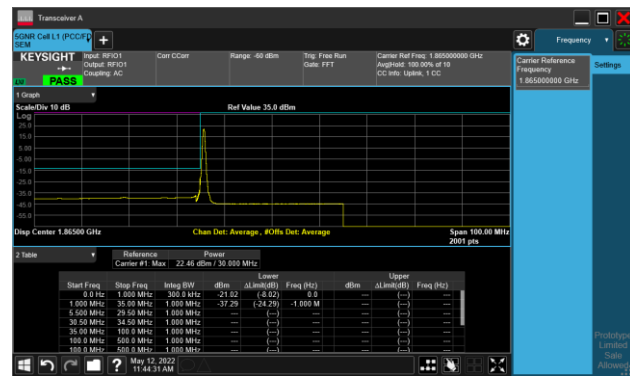 Transceiver A
5GNR Cell L1 (PCC/FD
SEM
+
Frequency
KEYSIGHT
Input: RFIO1
Output: RFIO1
Coupling: AC
Corr CCorr
Range: -60 dBm
Trig: Free Run
Gate: FFT
Carrier Ref Freq: 1.865000000 GHz
Avg|Hold: 100.00% of 10
CC Info: Uplink, 1 CC
PASS
Carrier Reference
Frequency
1.865000000 GHz
Settings
1 Graph
Scale/Div 10 dB
Ref Value 35.0 dBm
Log
25.0
15.0
5.00
-5.00
-15.0
-25.0
-35.0
-45.0
-55.0
Disp Center 1.86500 GHz
Chan Det: Average , #Offs Det: Average
Span 100.00 MHz
2001 pts
2 Table
Reference Power
Carrier #1: Max 22.46 dBm / 30.000 MHz
Lower Upper
Start Freq Stop Freq Integ BW dBm ΔLimit(dB) Freq (Hz) dBm ΔLimit(dB) Freq (Hz)
0.0 Hz 1.000 MHz 300.0 kHz -21.02 (-8.02) 0.0 --- (---) ---
1.000 MHz 35.00 MHz 1.000 MHz -37.29 (-24.29) -1.000 M --- (---) ---
5.500 MHz 29.50 MHz 1.000 MHz --- (---) --- --- (---) ---
30.50 MHz 34.50 MHz 1.000 MHz --- (---) --- --- (---) ---
35.00 MHz 100.0 MHz 1.000 MHz --- (---) --- --- (---) ---
100.0 MHz 500.0 MHz 1.000 MHz --- (---) --- --- (---) ---
100.0 MHz 500.0 MHz 1.000 MHz --- (---) --- --- (---) ---
Prototype
Limited
Sale
Allowed
?
May 12, 2022
11:44:31 AM